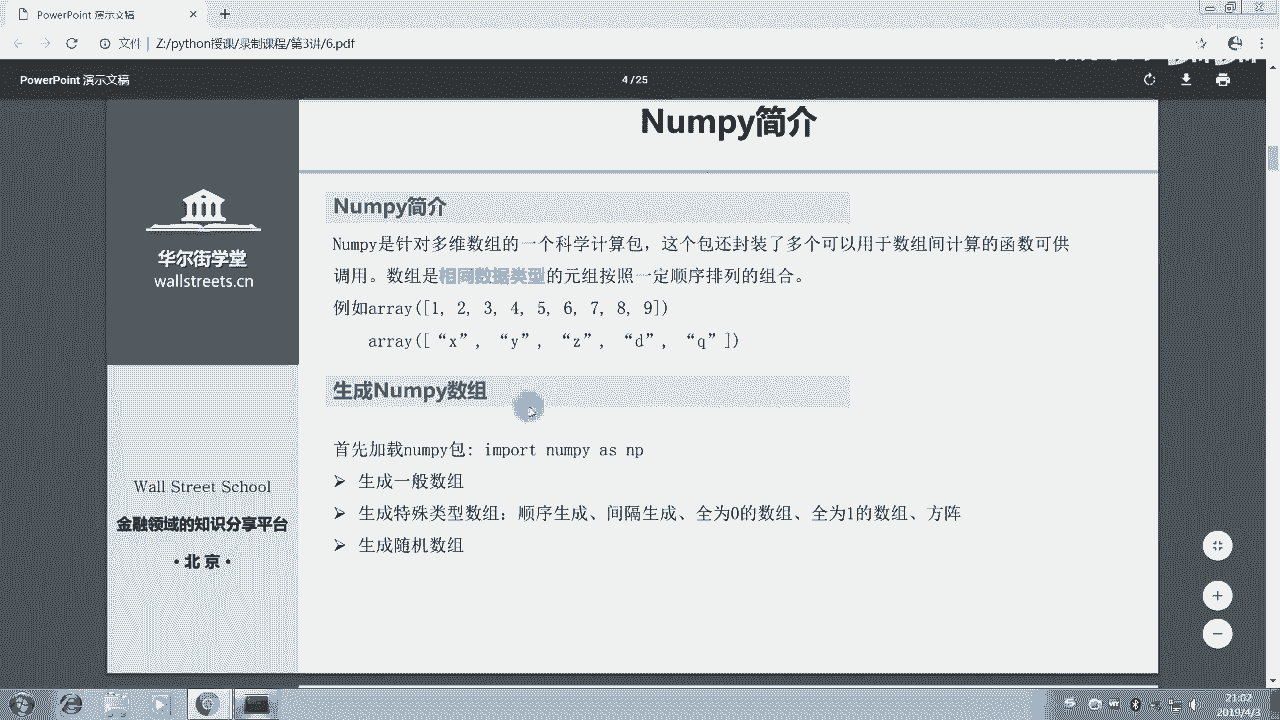 PowerPoint 演示文稿
文件 | Z:/python授课/录制课程/第3讲/6.pdf
PowerPoint 演示文稿
4 / 25
Numpy简介
华尔街学堂
wallstreets.cn
Wall Street School
金融领域的知识分享平台
·北 京·
Numpy简介
Numpy是针对多维数组的一个科学计算包，这个包还封装了多个可以用于数组间计算的函数可供
调用。数组是相同数据类型的元组按照一定顺序排列的组合。
例如array([1, 2, 3, 4, 5, 6, 7, 8, 9])
array([“x”, “y”, “z”, “d”, “q”])
生成Numpy数组
首先加载numpy包: import numpy as np
➢ 生成一般数组
➢ 生成特殊类型数组：顺序生成、间隔生成、全为0的数组、全为1的数组、方阵
➢ 生成随机数组
21:02
2019/4/3